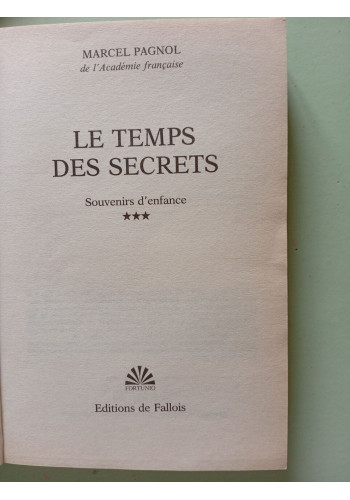 MARCEL PAGNOL
de l'Académie française
LE TEMPS
DES SECRETS
Souvenirs d'enfance
★★★
FORTUNIO
Editions de Fallois